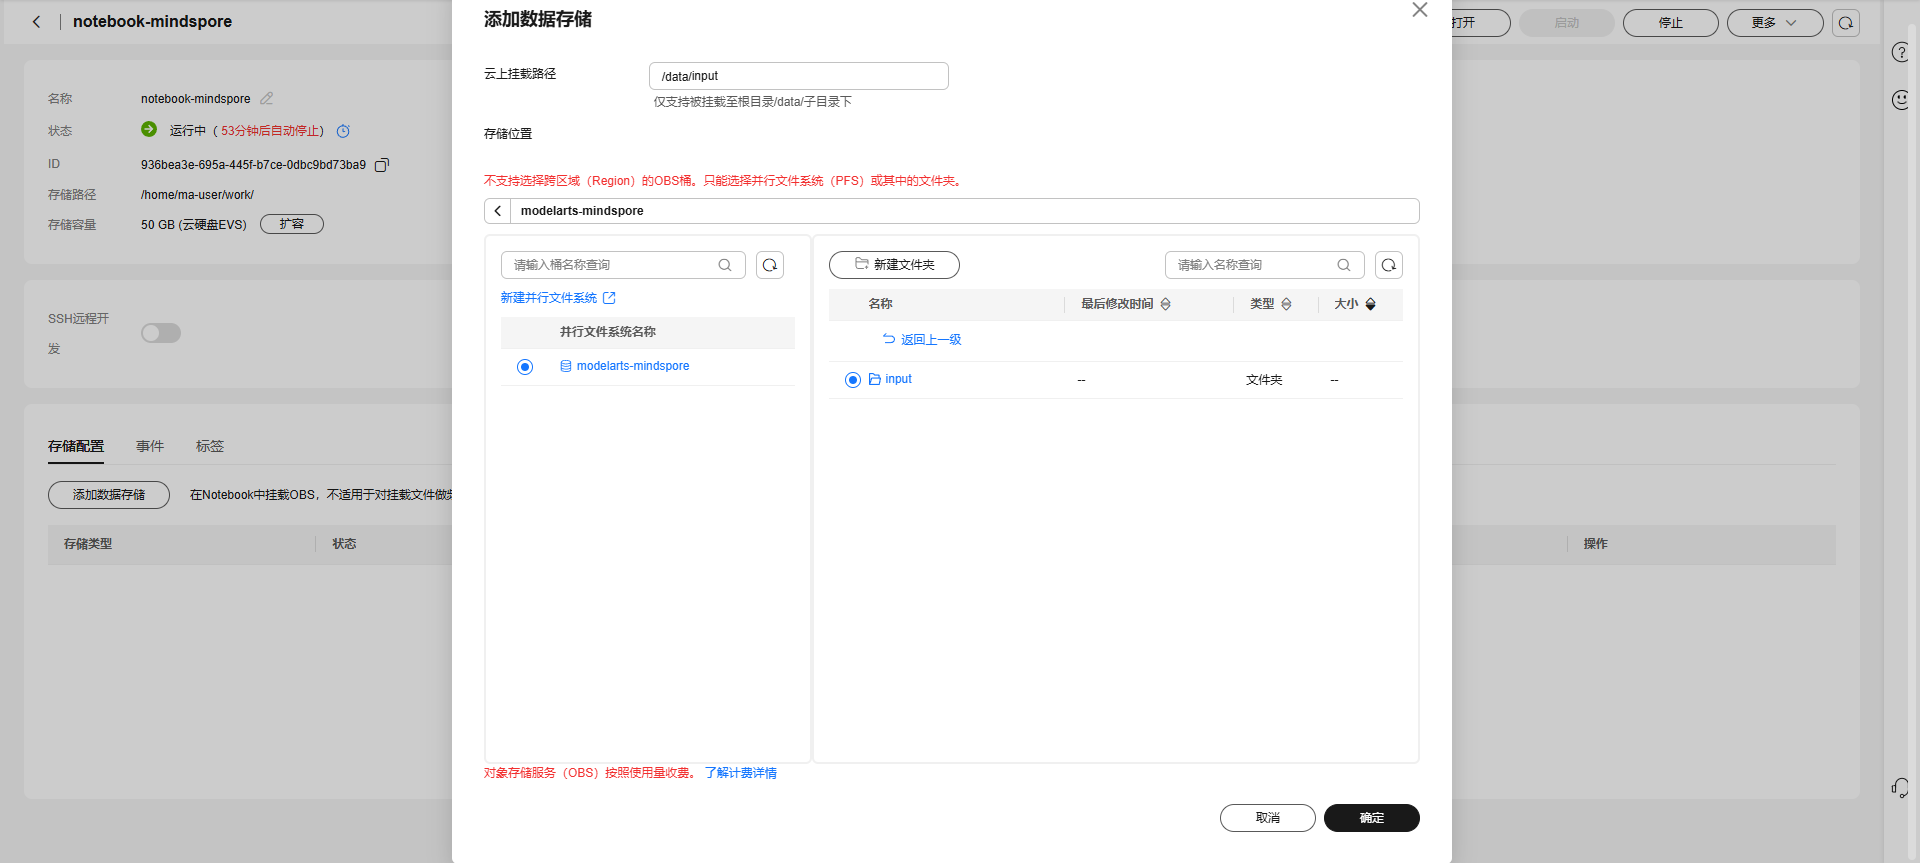 notebook-mindspore
打开
启动
停止
更多
名称
notebook-mindspore
状态
运行中（53分钟后自动停止）
ID
936bea3e-695a-445f-b7ce-0dbc9bd73ba9
存储路径
/home/ma-user/work/
存储容量
50 GB (云硬盘EVS)
扩容
SSH远程开
发
存储配置
事件
标签
添加数据存储
在Notebook中挂载OBS，不适用于对挂载文件做
存储类型
状态
操作
添加数据存储
云上挂载路径
/data/input
仅支持被挂载至根目录/data/子目录下
存储位置
不支持选择跨区域（Region）的OBS桶。只能选择并行文件系统（PFS）或其中的文件夹。
modelarts-mindspore
请输入桶名称查询
新建并行文件系统
并行文件系统名称
modelarts-mindspore
新建文件夹
请输入名称查询
名称
最后修改时间
类型
大小
返回上一级
input
--
文件夹
--
对象存储服务（OBS）按照使用量收费。 了解计费详情
取消
确定